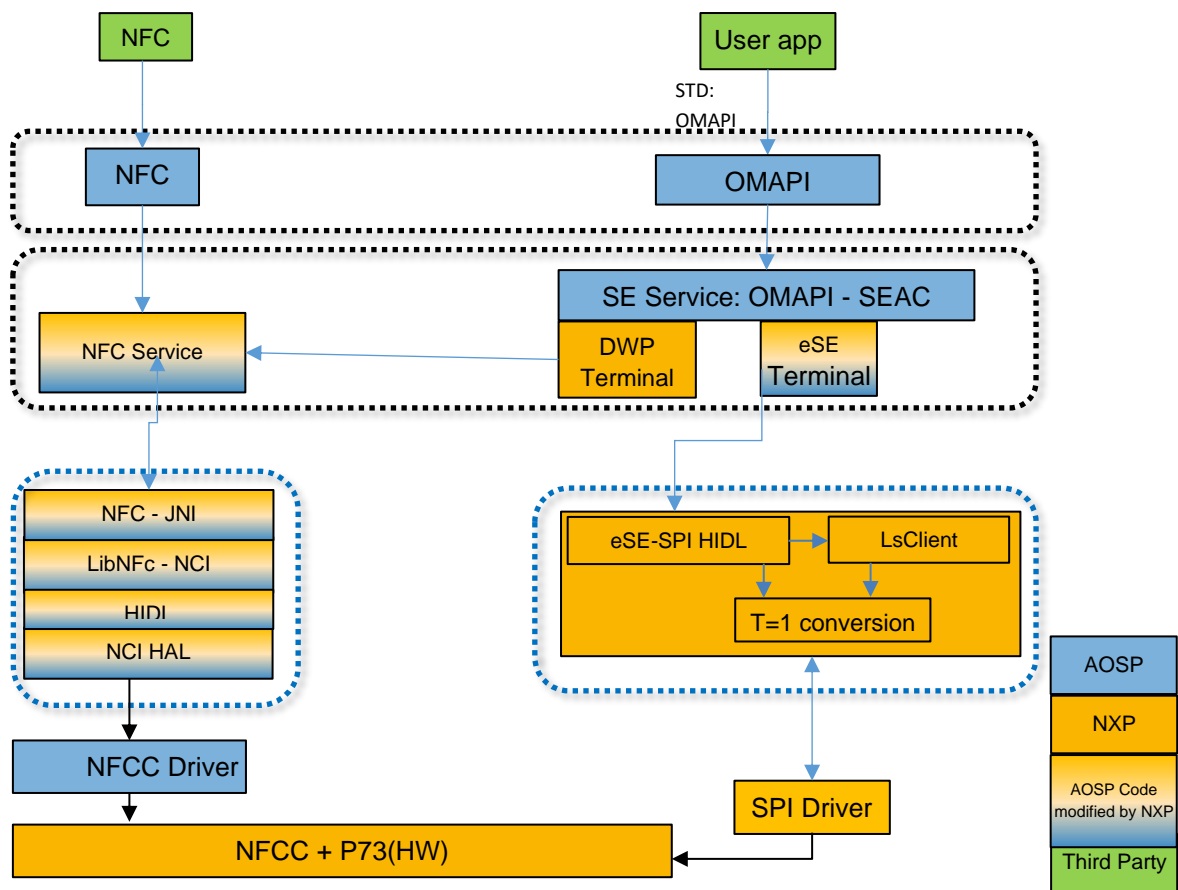 NFC
User app
STD:
OMAPI
NFC
OMAPI
SE Service: OMAPI - SEAC
NFC Service
DWP
Terminal
eSE
Terminal
NFC - JNI
LibNFc - NCI
HIDL
NCI HAL
eSE-SPI HIDL
LsClient
T=1 conversion
NFCC Driver
SPI Driver
NFCC + P73(HW)
AOSP
NXP
AOSP Code
modified by NXP
Third Party